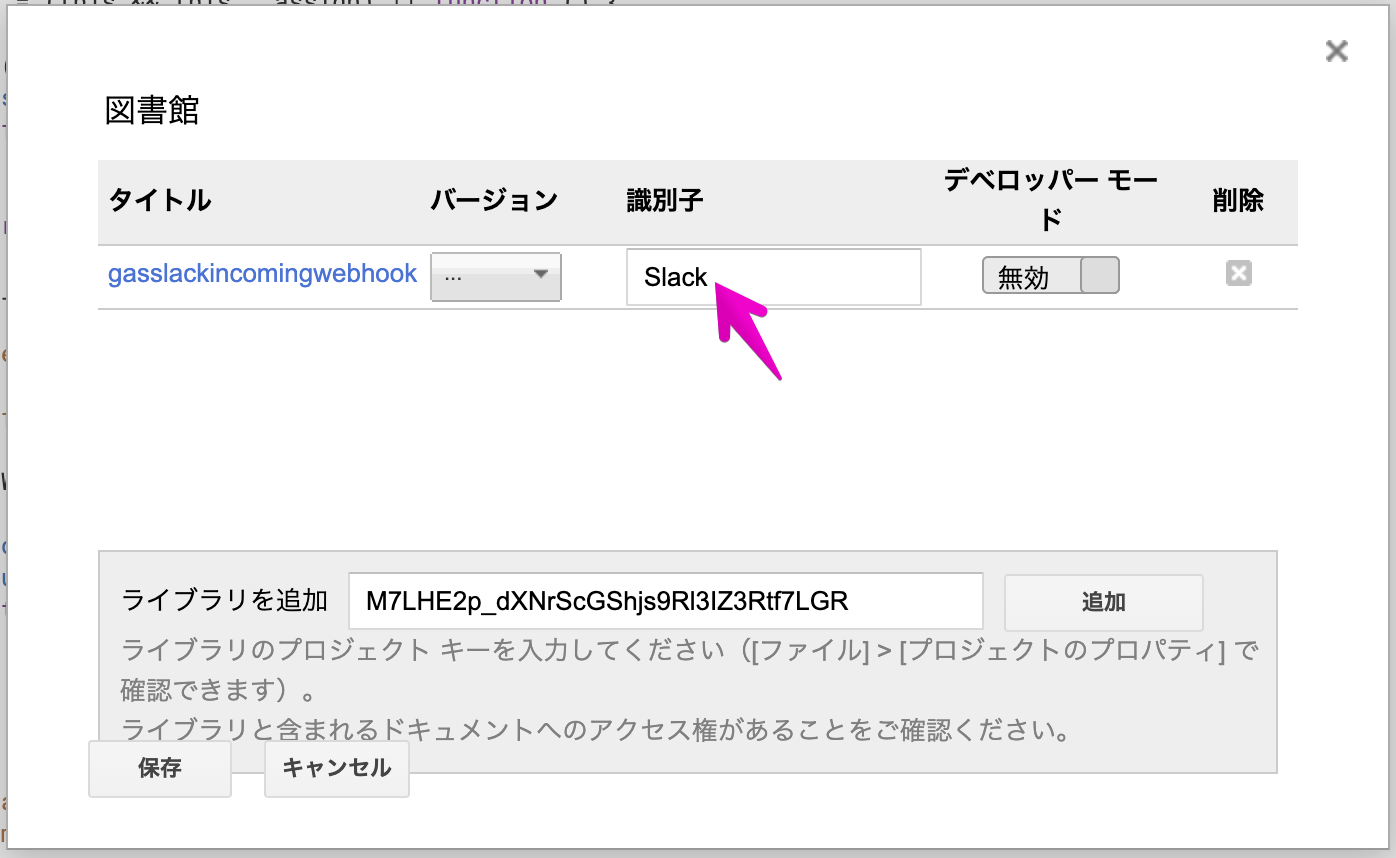 図書館
タイトル バージョン 識別子 デベロッパー モー
ド 削除
gasslackincomingwebhook ... Slack 無効
ライブラリを追加 M7LHE2p_dXNrScGShjs9Rl3IZ3Rtf7LGR 追加
ライブラリのプロジェクト キーを入力してください（[ファイル] > [プロジェクトのプロパティ] で
確認できます）。
ライブラリと含まれるドキュメントへのアクセス権があることをご確認ください。
保存 キャンセル